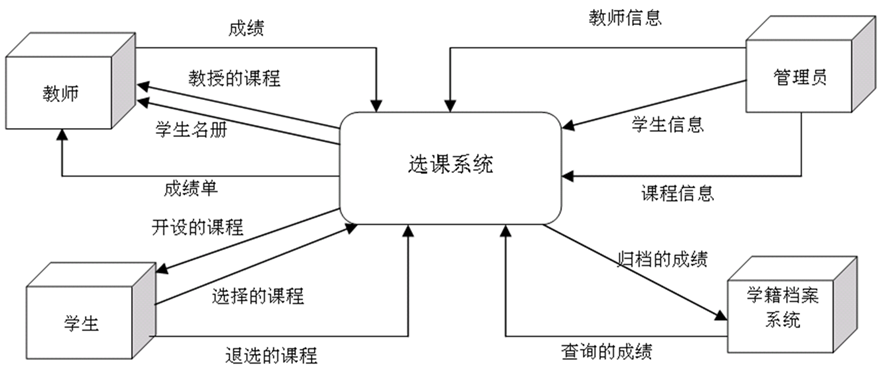 成绩
教师信息
教师
教授的课程
管理员
学生名册
学生信息
选课系统
成绩单
课程信息
开设的课程
归档的成绩
选择的课程
学籍档案
系统
学生
退选的课程
查询的成绩